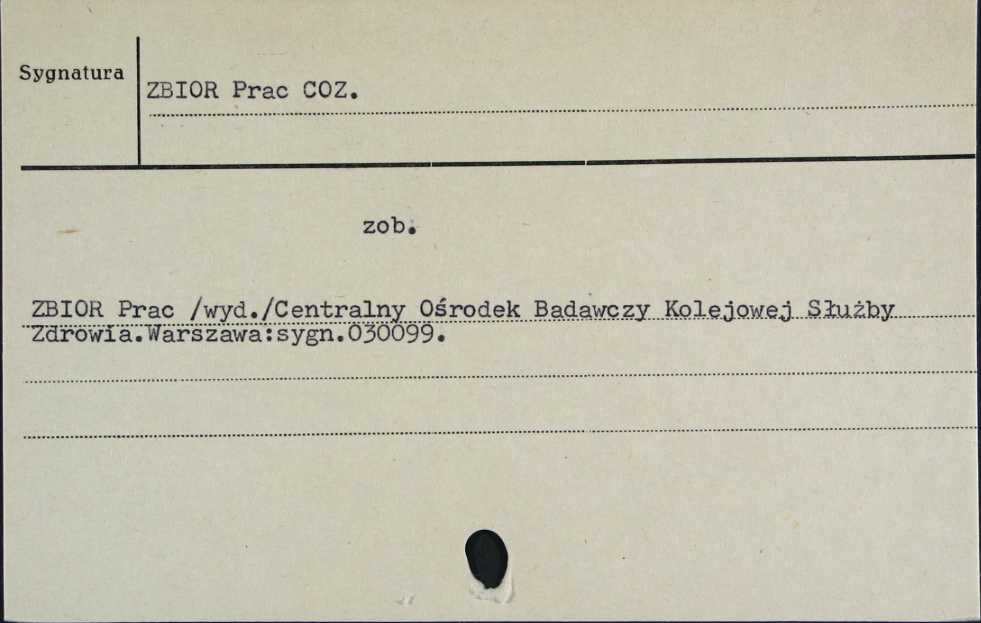 Sygnatura
ZBIOR Prac COZ.
zob.
ZBIOR Prac /wyd./Centralny Ośrodek Badawczy Kolejowej Służby
Zdrowia.Warszawa:sygn.030099.